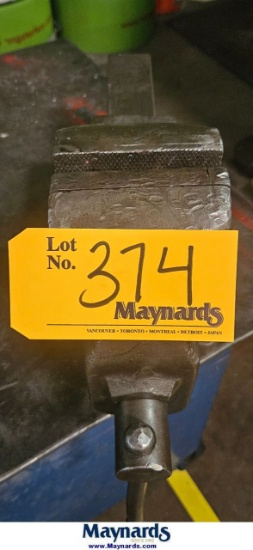 Lot
No. 374
Maynards
VANCOUVER • TORONTO • MONTREAL • DETROIT • JAPAN
Maynards
www.Maynards.com